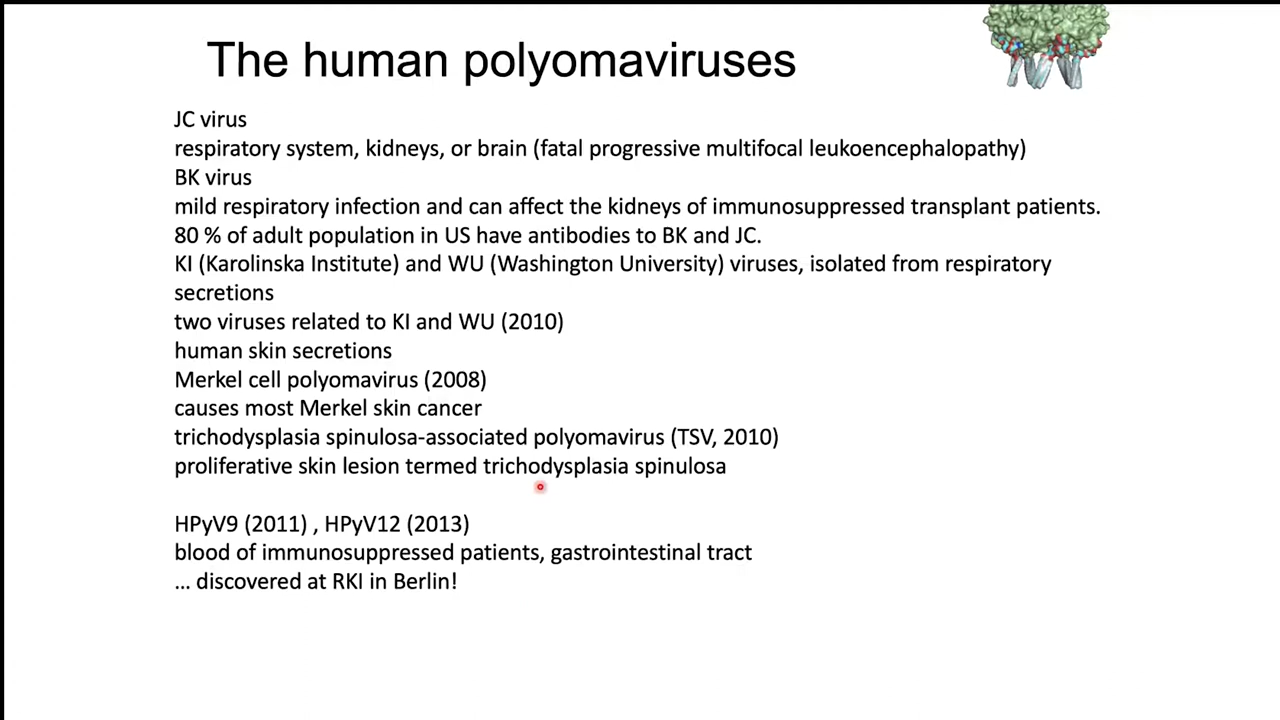 The human polyomaviruses
JC virus
respiratory system, kidneys, or brain (fatal progressive multifocal leukoencephalopathy)
BK virus
mild respiratory infection and can affect the kidneys of immunosuppressed transplant patients.
80 % of adult population in US have antibodies to BK and JC.
KI (Karolinska Institute) and WU (Washington University) viruses, isolated from respiratory
secretions
two viruses related to KI and WU (2010)
human skin secretions
Merkel cell polyomavirus (2008)
causes most Merkel skin cancer
trichodysplasia spinulosa-associated polyomavirus (TSV, 2010)
proliferative skin lesion termed trichodysplasia spinulosa
HPyV9 (2011) , HPyV12 (2013)
blood of immunosuppressed patients, gastrointestinal tract
... discovered at RKI in Berlin!